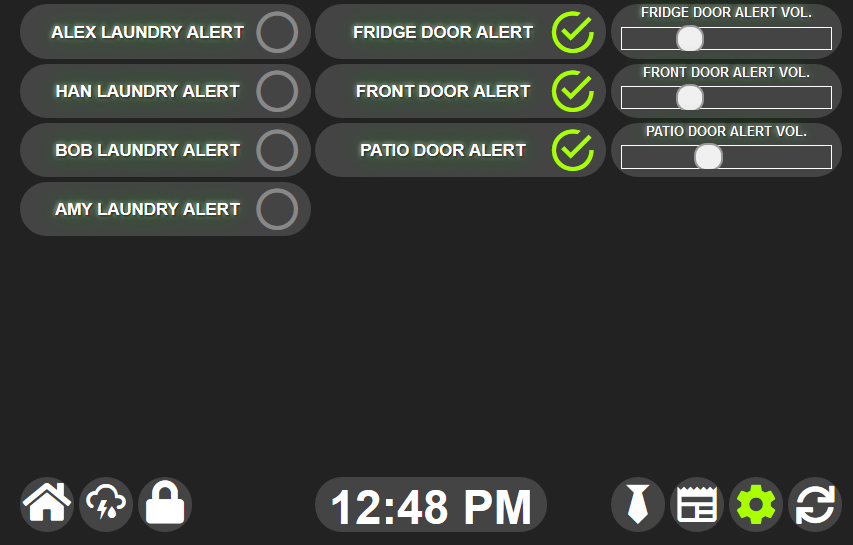 ALEX LAUNDRY ALERT
FRIDGE DOOR ALERT
FRIDGE DOOR ALERT VOL.
HAN LAUNDRY ALERT
FRONT DOOR ALERT
FRONT DOOR ALERT VOL.
BOB LAUNDRY ALERT
PATIO DOOR ALERT
PATIO DOOR ALERT VOL.
AMY LAUNDRY ALERT
12:48 PM